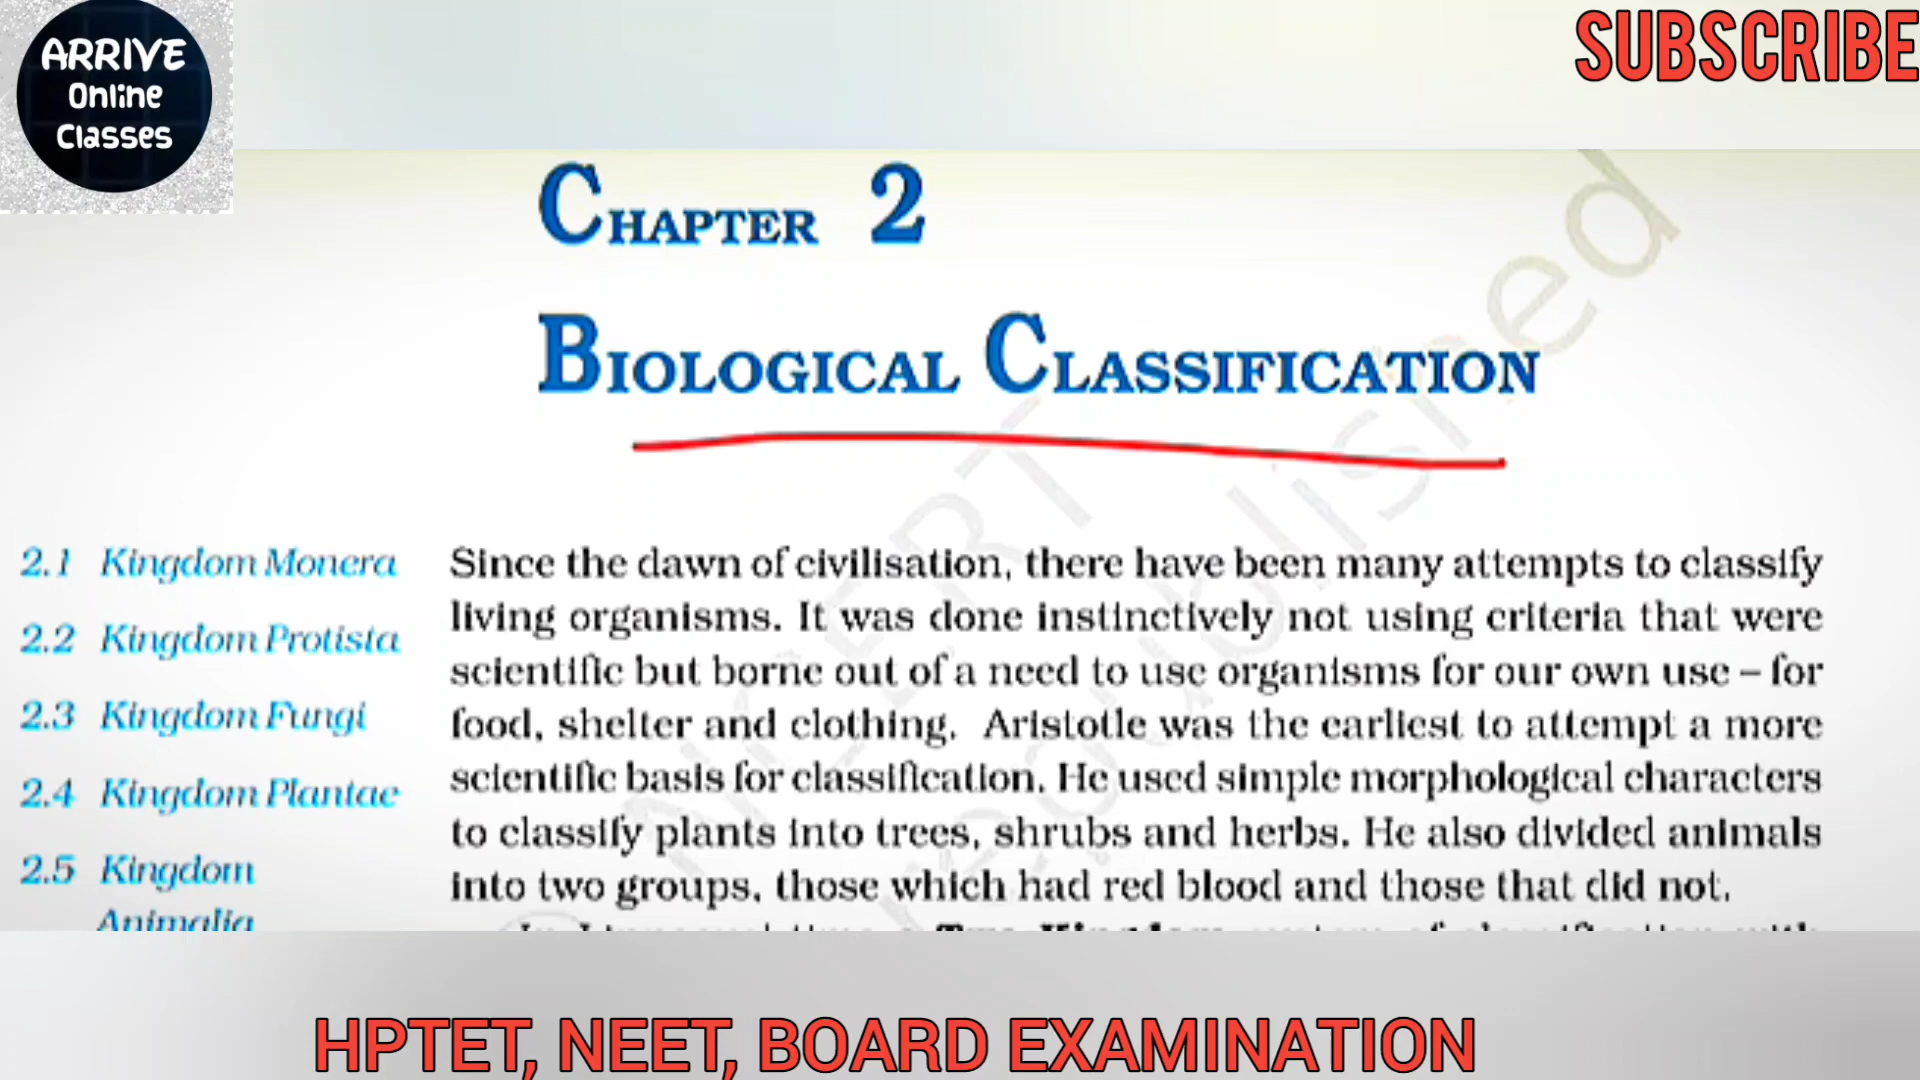 ARRIVE
Online
Classes
SUBSCRIBE
CHAPTER 2
BIOLOGICAL CLASSIFICATION
2.1 Kingdom Monera
2.2 Kingdom Protista
2.3 Kingdom Fungi
2.4 Kingdom Plantae
2.5 Kingdom
Animalia
Since the dawn of civilisation, there have been many attempts to classify
living organisms. It was done instinctively not using criteria that were
scientific but borne out of a need to use organisms for our own use – for
food, shelter and clothing. Aristotle was the earliest to attempt a more
scientific basis for classification. He used simple morphological characters
to classify plants into trees, shrubs and herbs. He also divided animals
into two groups, those which had red blood and those that did not.
NCERT
republished
HPTET, NEET, BOARD EXAMINATION